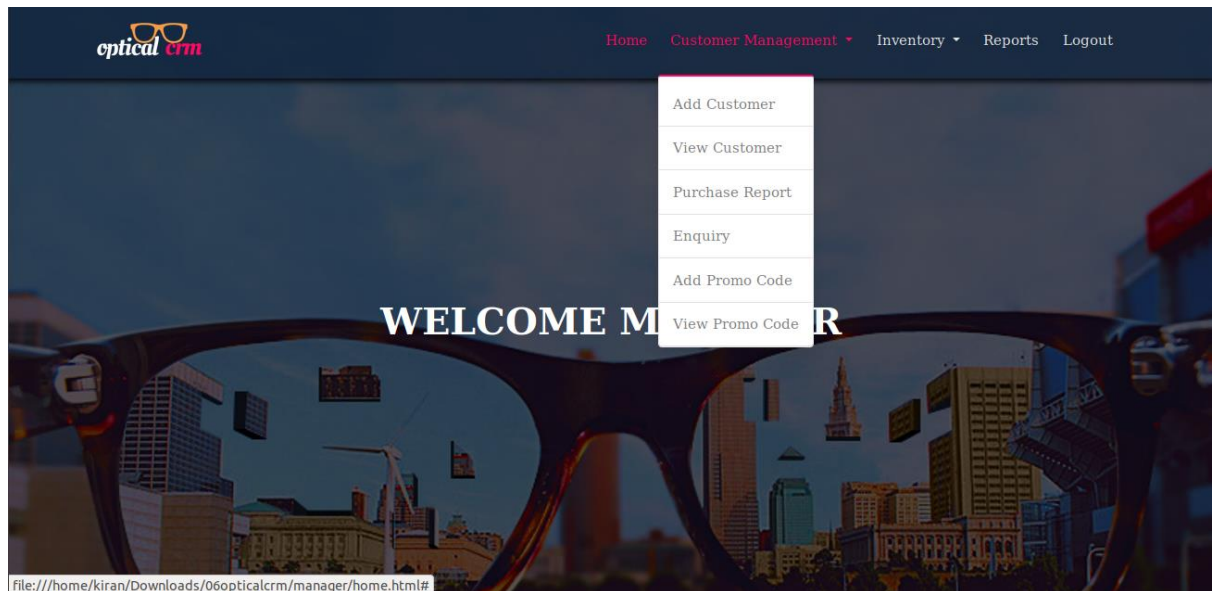 optical crm
Home Customer Management Inventory Reports Logout
Add Customer
View Customer
Purchase Report
Enquiry
Add Promo Code
View Promo Code
WELCOME M R
file:///home/kiran/Downloads/06opticalcrm/manager/home.html#